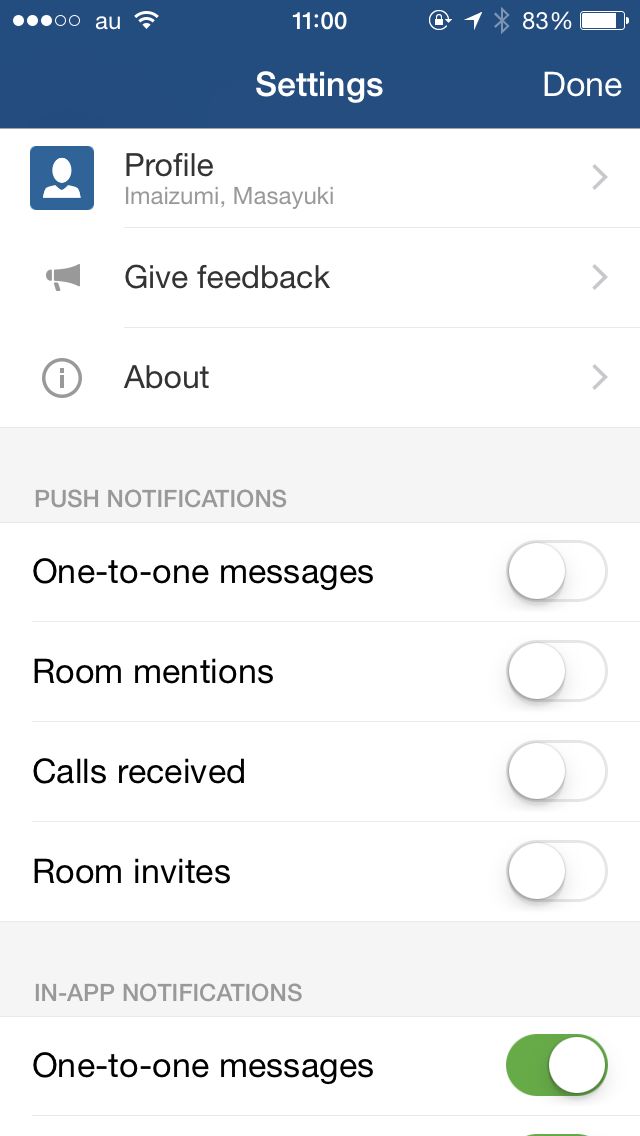 au 11:00 83%
Settings Done
Profile
Imaizumi, Masayuki
Give feedback
About
PUSH NOTIFICATIONS
One-to-one messages
Room mentions
Calls received
Room invites
IN-APP NOTIFICATIONS
One-to-one messages